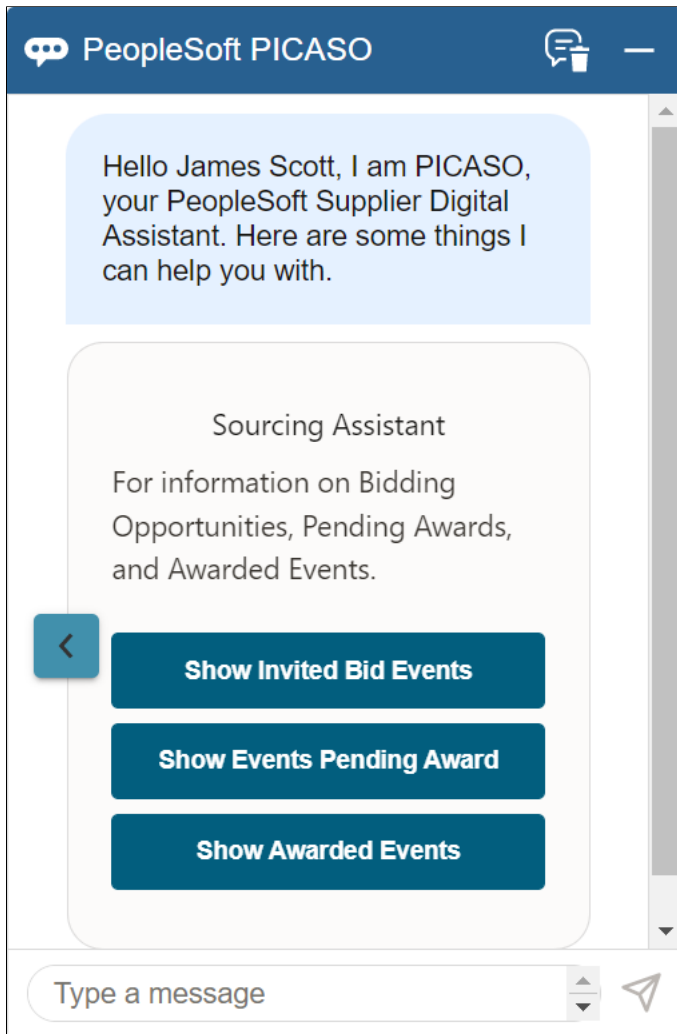 PeopleSoft PICASO
Hello James Scott, I am PICASO,
your PeopleSoft Supplier Digital
Assistant. Here are some things I
can help you with.
Sourcing Assistant
For information on Bidding
Opportunities, Pending Awards,
and Awarded Events.
Show Invited Bid Events
Show Events Pending Award
Show Awarded Events
Type a message